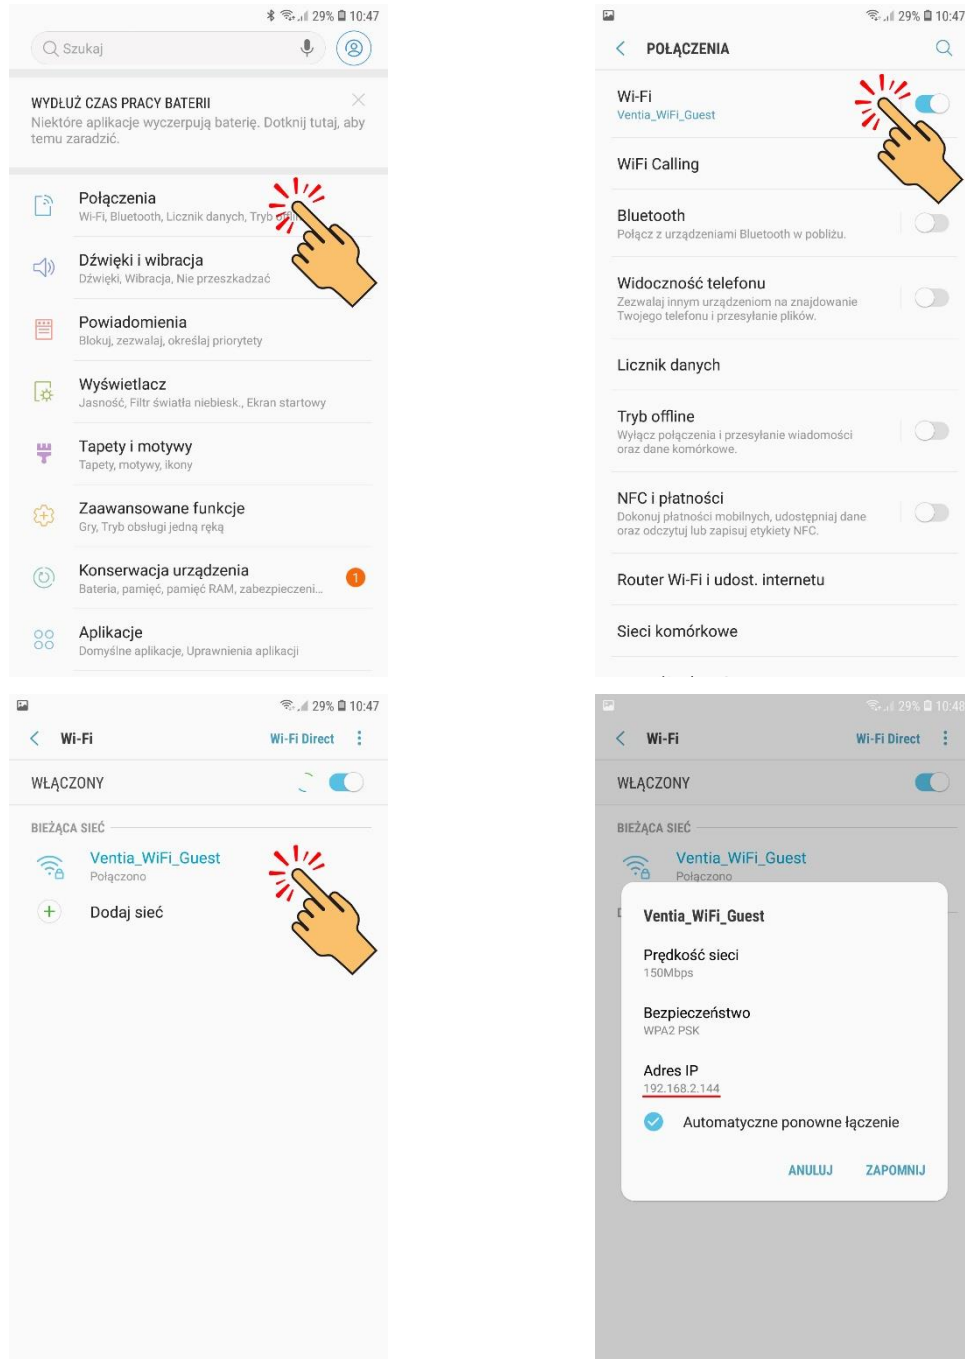 29% 10:47
Szukaj
WYDŁUŻ CZAS PRACY BATERII
Niektóre aplikacje wyczerpują baterię. Dotknij tutaj, aby
temu zaradzić.
Połączenia
Wi-Fi, Bluetooth, Licznik danych, Tryb offlin
Dźwięki i wibracja
Dźwięki, Wibracja, Nie przeszkadzać
Powiadomienia
Blokuj, zezwalaj, określaj priorytety
Wyświetlacz
Jasność, Filtr światła niebiesk., Ekran startowy
Tapety i motywy
Tapety, motywy, ikony
Zaawansowane funkcje
Gry, Tryb obsługi jedną ręką
Konserwacja urządzenia
Bateria, pamięć, pamięć RAM, zabezpieczeni...
1
Aplikacje
Domyślne aplikacje, Uprawnienia aplikacji
29% 10:47
POŁĄCZENIA
Wi-Fi
Ventia_WiFi_Guest
WiFi Calling
Bluetooth
Połącz z urządzeniami Bluetooth w pobliżu.
Widoczność telefonu
Zezwalaj innym urządzeniom na znajdowanie
Twojego telefonu i przesyłanie plików.
Licznik danych
Tryb offline
Wyłącz połączenia i przesyłanie wiadomości
oraz dane komórkowe.
NFC i płatności
Dokonuj płatności mobilnych, udostępniaj dane
oraz odczytuj lub zapisuj etykiety NFC.
Router Wi-Fi i udost. internetu
Sieci komórkowe
29% 10:47
Wi-Fi
Wi-Fi Direct
WŁĄCZONY
BIEŻĄCA SIEĆ
Ventia_WiFi_Guest
Połączono
Dodaj sieć
29% 10:48
Wi-Fi
Wi-Fi Direct
WŁĄCZONY
BIEŻĄCA SIEĆ
Ventia_WiFi_Guest
Połączono
Ventia_WiFi_Guest
Prędkość sieci
150Mbps
Bezpieczeństwo
WPA2 PSK
Adres IP
192.168.2.144
Automatyczne ponowne łączenie
ANULUJ
ZAPOMNIJ